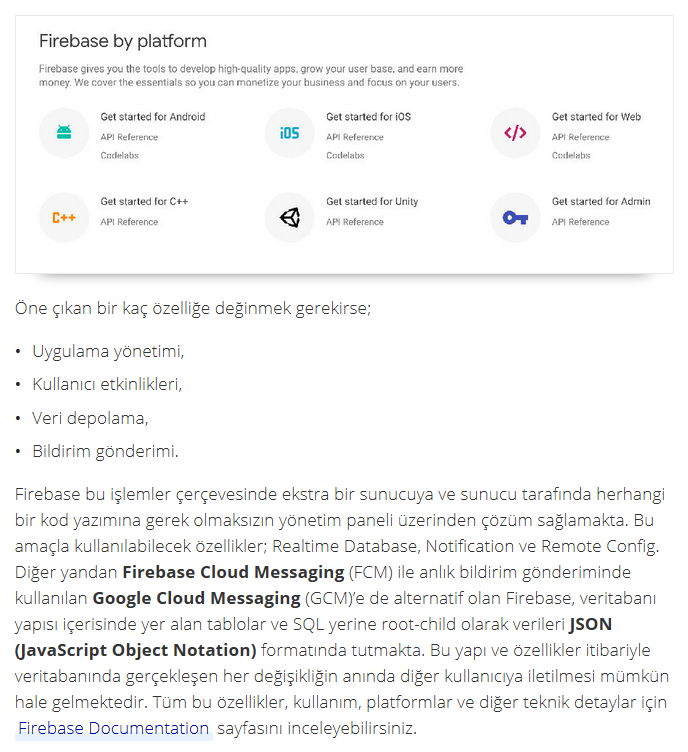 Firebase by platform
Firebase gives you the tools to develop high-quality apps, grow your user base, and earn more
money. We cover the essentials so you can monetize your business and focus on your users.
Get started for Android
API Reference
Codelabs
iOS
Get started for iOS
API Reference
Codelabs
</>
Get started for Web
API Reference
Codelabs
C++
Get started for C++
API Reference
Get started for Unity
API Reference
Get started for Admin
API Reference
Öne çıkan bir kaç özelliğe değinmek gerekirse;
• Uygulama yönetimi,
• Kullanıcı etkinlikleri,
• Veri depolama,
• Bildirim gönderimi.
Firebase bu işlemler çerçevesinde ekstra bir sunucuya ve sunucu tarafında herhangi
bir kod yazımına gerek olmaksızın yönetim paneli üzerinden çözüm sağlamakta. Bu
amaçla kullanılabilecek özellikler; Realtime Database, Notification ve Remote Config.
Diğer yandan Firebase Cloud Messaging (FCM) ile anlık bildirim gönderiminde
kullanılan Google Cloud Messaging (GCM)’e de alternatif olan Firebase, veritabanı
yapısı içerisinde yer alan tablolar ve SQL yerine root-child olarak verileri JSON
(JavaScript Object Notation) formatında tutmakta. Bu yapı ve özellikler itibariyle
veritabanında gerçekleşen her değişikliğin anında diğer kullanıcıya iletilmesi mümkün
hale gelmektedir. Tüm bu özellikler, kullanım, platformlar ve diğer teknik detaylar için
Firebase Documentation sayfasını inceleyebilirsiniz.